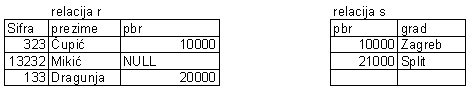 relacija r relacija s
Sifra prezime pbr pbr grad
323 Čupić 10000 10000 Zagreb
13232 Mikić NULL 21000 Split
133 Dragunja 20000